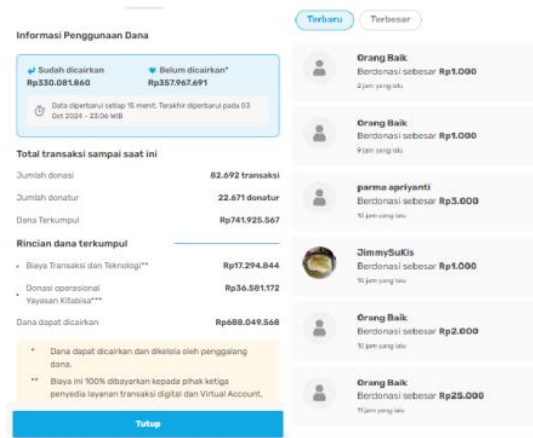 Informasi Penggunaan Dana
Sudah dicairkan
Rp330.081.860
Belum dicairkan*
Rp357.967.691
Data diperbarui setiap 15 menit. Terakhir diperbarui pada 03
Oct 2024 - 23:06 WIB
Total transaksi sampai saat ini
Jumlah donasi 82.692 transaksi
Jumlah donatur 22.671 donatur
Dana Terkumpul Rp741.925.567
Rincian dana terkumpul
• Biaya Transaksi dan Teknologi** Rp17.294.844
• Donasi operasional
Yayasan Kitabisa*** Rp36.581.172
Dana dapat dicairkan Rp688.049.568
* Dana dapat dicairkan dan dikelola oleh penggalang
dana.
** Biaya ini 100% dibayarkan kepada pihak ketiga
penyedia layanan transaksi digital dan Virtual Account.
Tutup
Terbaru Terbesar
Orang Baik
Berdonasi sebesar Rp1.000
2 jam yang lalu
Orang Baik
Berdonasi sebesar Rp1.000
9 jam yang lalu
parma apriyanti
Berdonasi sebesar Rp3.000
10 jam yang lalu
JimmySuKis
Berdonasi sebesar Rp1.000
10 jam yang lalu
Orang Baik
Berdonasi sebesar Rp2.000
10 jam yang lalu
Orang Baik
Berdonasi sebesar Rp25.000
11 jam yang lalu